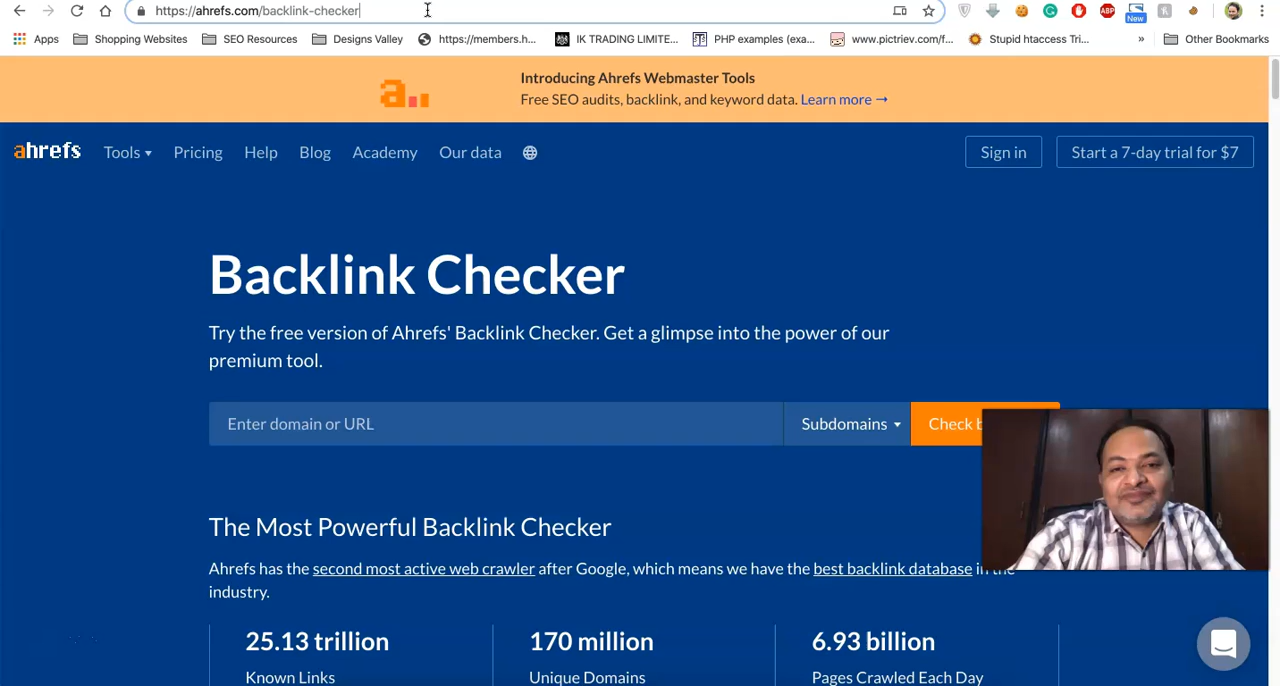 https://ahrefs.com/backlink-checker
ABP
New
Apps
Shopping Websites
SEO Resources
Designs Valley
https://members.h...
IK TRADING LIMITE...
PHP examples (exa...
www.pictriev.com/f...
Stupid htaccess Tri...
»
Other Bookmarks
Introducing Ahrefs Webmaster Tools
Free SEO audits, backlink, and keyword data. Learn more →
ahrefs
Tools
Pricing
Help
Blog
Academy
Our data
Sign in
Start a 7-day trial for $7
Backlink Checker
Try the free version of Ahrefs' Backlink Checker. Get a glimpse into the power of our
premium tool.
Enter domain or URL
Subdomains
Check
The Most Powerful Backlink Checker
Ahrefs has the second most active web crawler after Google, which means we have the best backlink database in the
industry.
25.13 trillion
Known Links
170 million
Unique Domains
6.93 billion
Pages Crawled Each Day